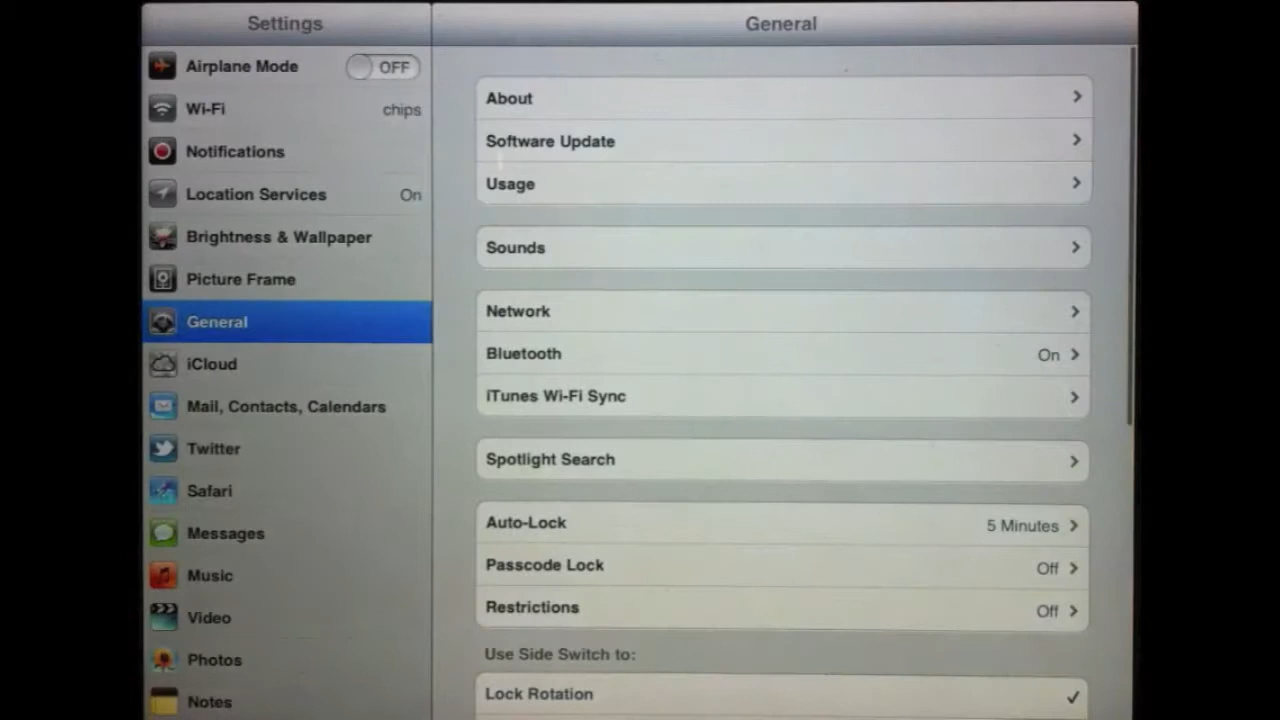 Settings
General
Airplane Mode OFF
Wi-Fi chips
Notifications
Location Services On
Brightness & Wallpaper
Picture Frame
General
iCloud
Mail, Contacts, Calendars
Twitter
Safari
Messages
Music
Video
Photos
Notes
About
Software Update
Usage
Sounds
Network
Bluetooth On
iTunes Wi-Fi Sync
Spotlight Search
Auto-Lock 5 Minutes
Passcode Lock Off
Restrictions Off
Use Side Switch to:
Lock Rotation